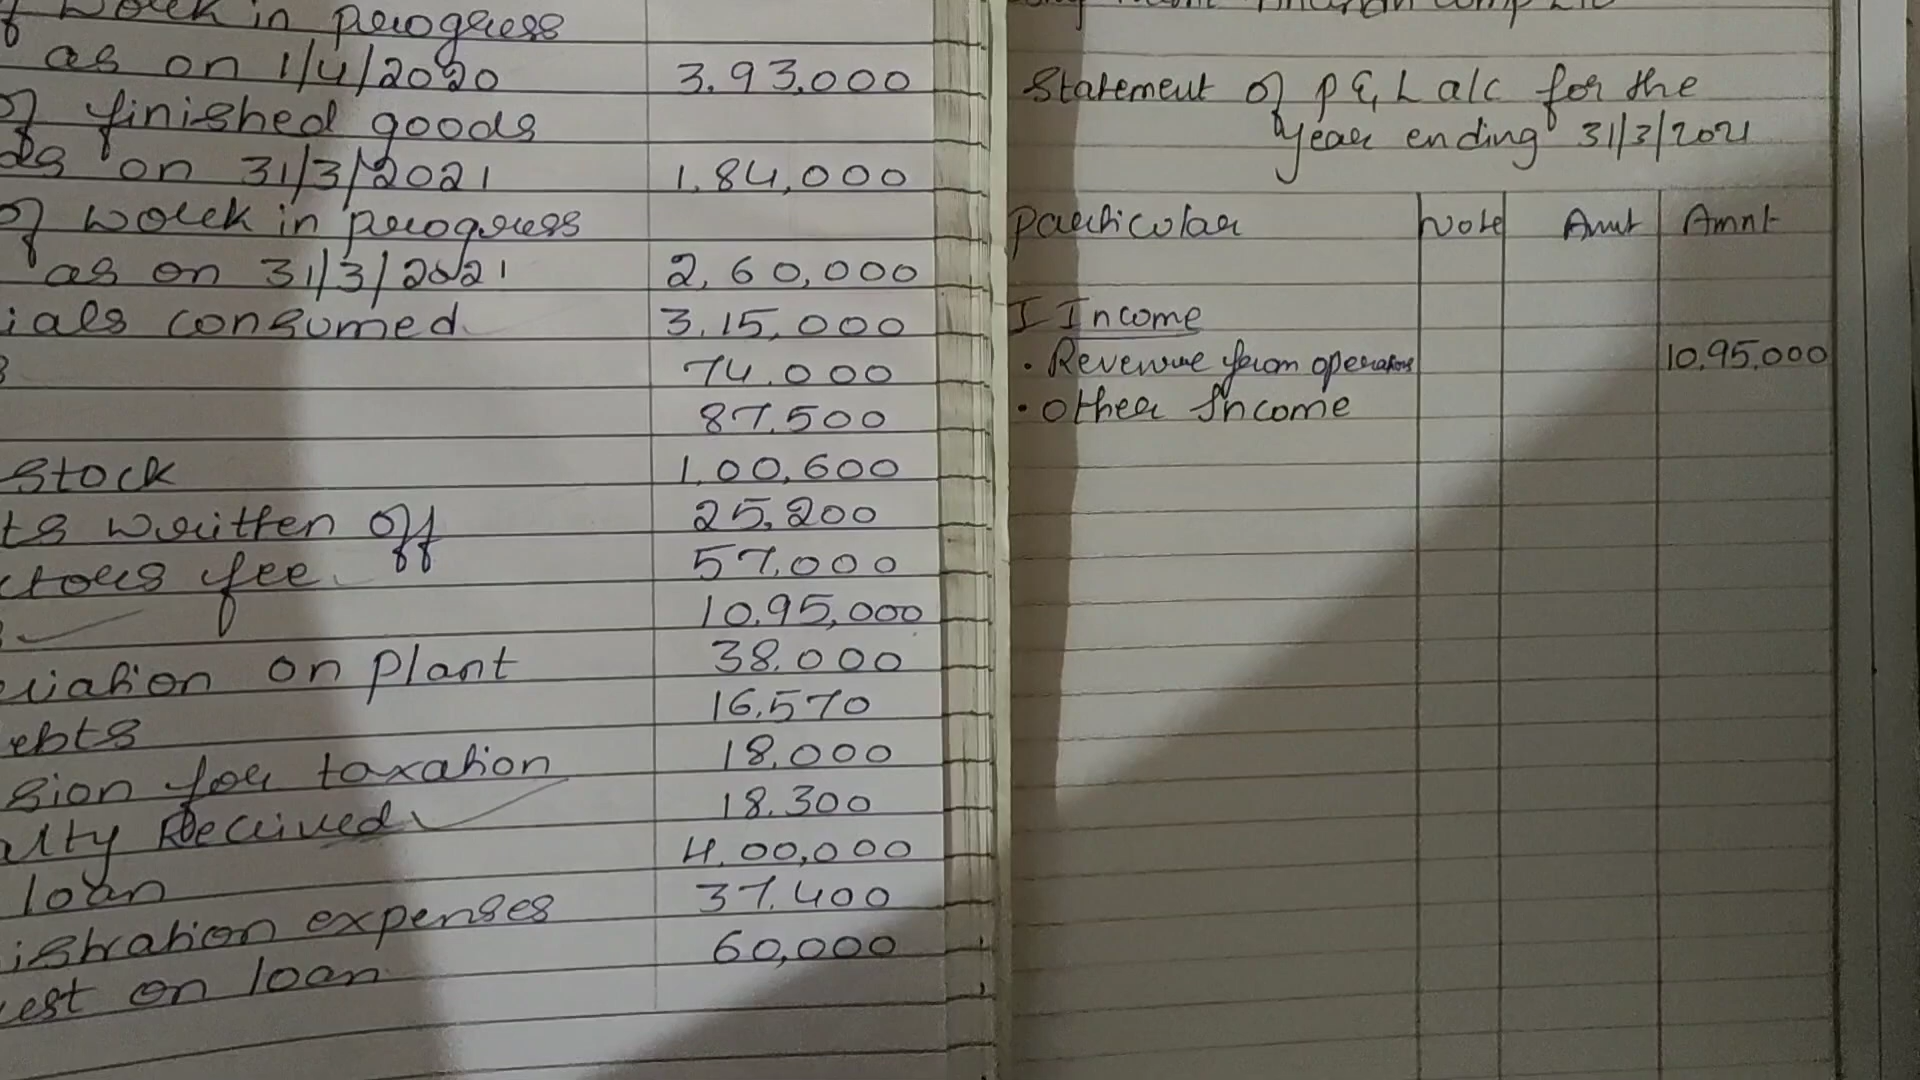 work in progress
as on 1/4/2020 3,93,000
of finished goods
on 31/3/2021 1,84,000
of work in progress
as on 31/3/2021 2,60,000
ials consumed 3,15,000
74,000
87,500
Stock 1,00,600
ts written off 25,200
ctors fee 57,000
10,95,000
ciation on plant 38,000
ebts 16,570
sion for taxation 18,000
alty Received 18,300
loan 4,00,000
istration expenses 37,400
est on loan 60,000
Statement of P & L a/c for the
year ending 31/3/2021
Particular Note Amt Amnt
I Income
• Revenue from operations 10,95,000
• Other Income